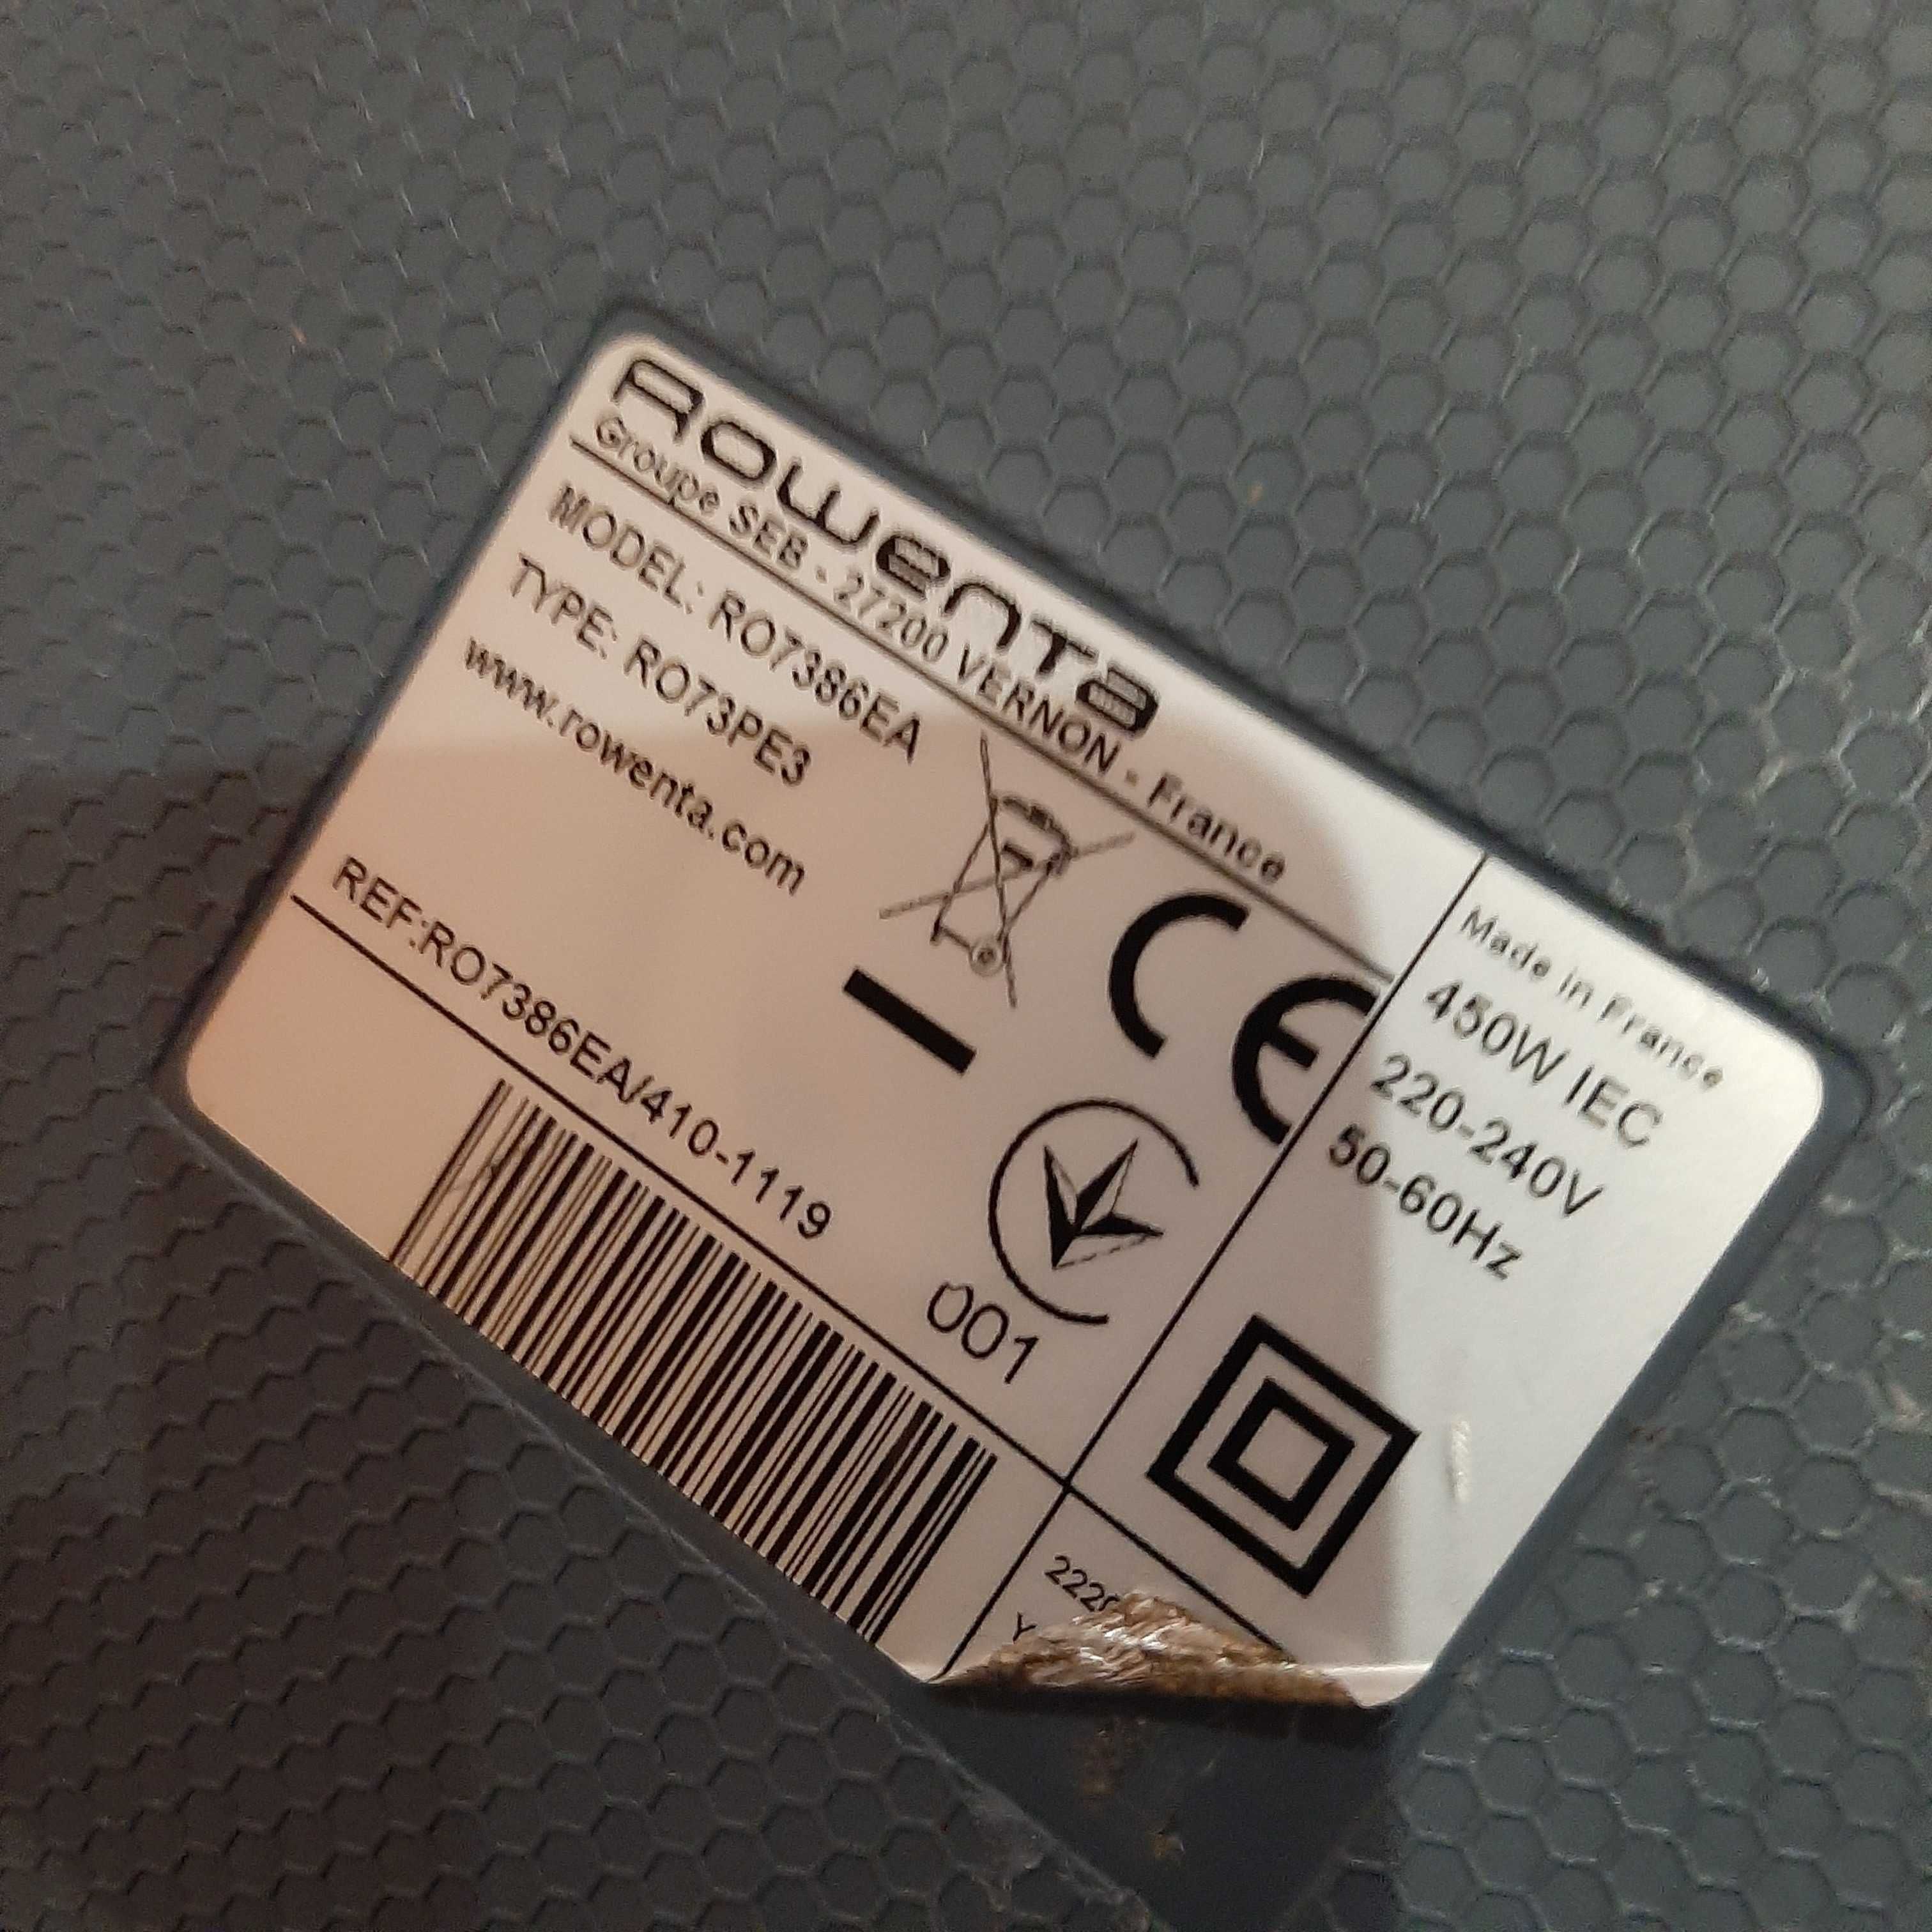 Rowenta
Groupe SEB - 27200 VERNON - France
MODEL: RO7386EA
TYPE: RO73PE3
www.rowenta.com
CE
001
REF:RO7386EA/410-1119
Made in France
450W IEC
220-240V
50-60Hz
Y